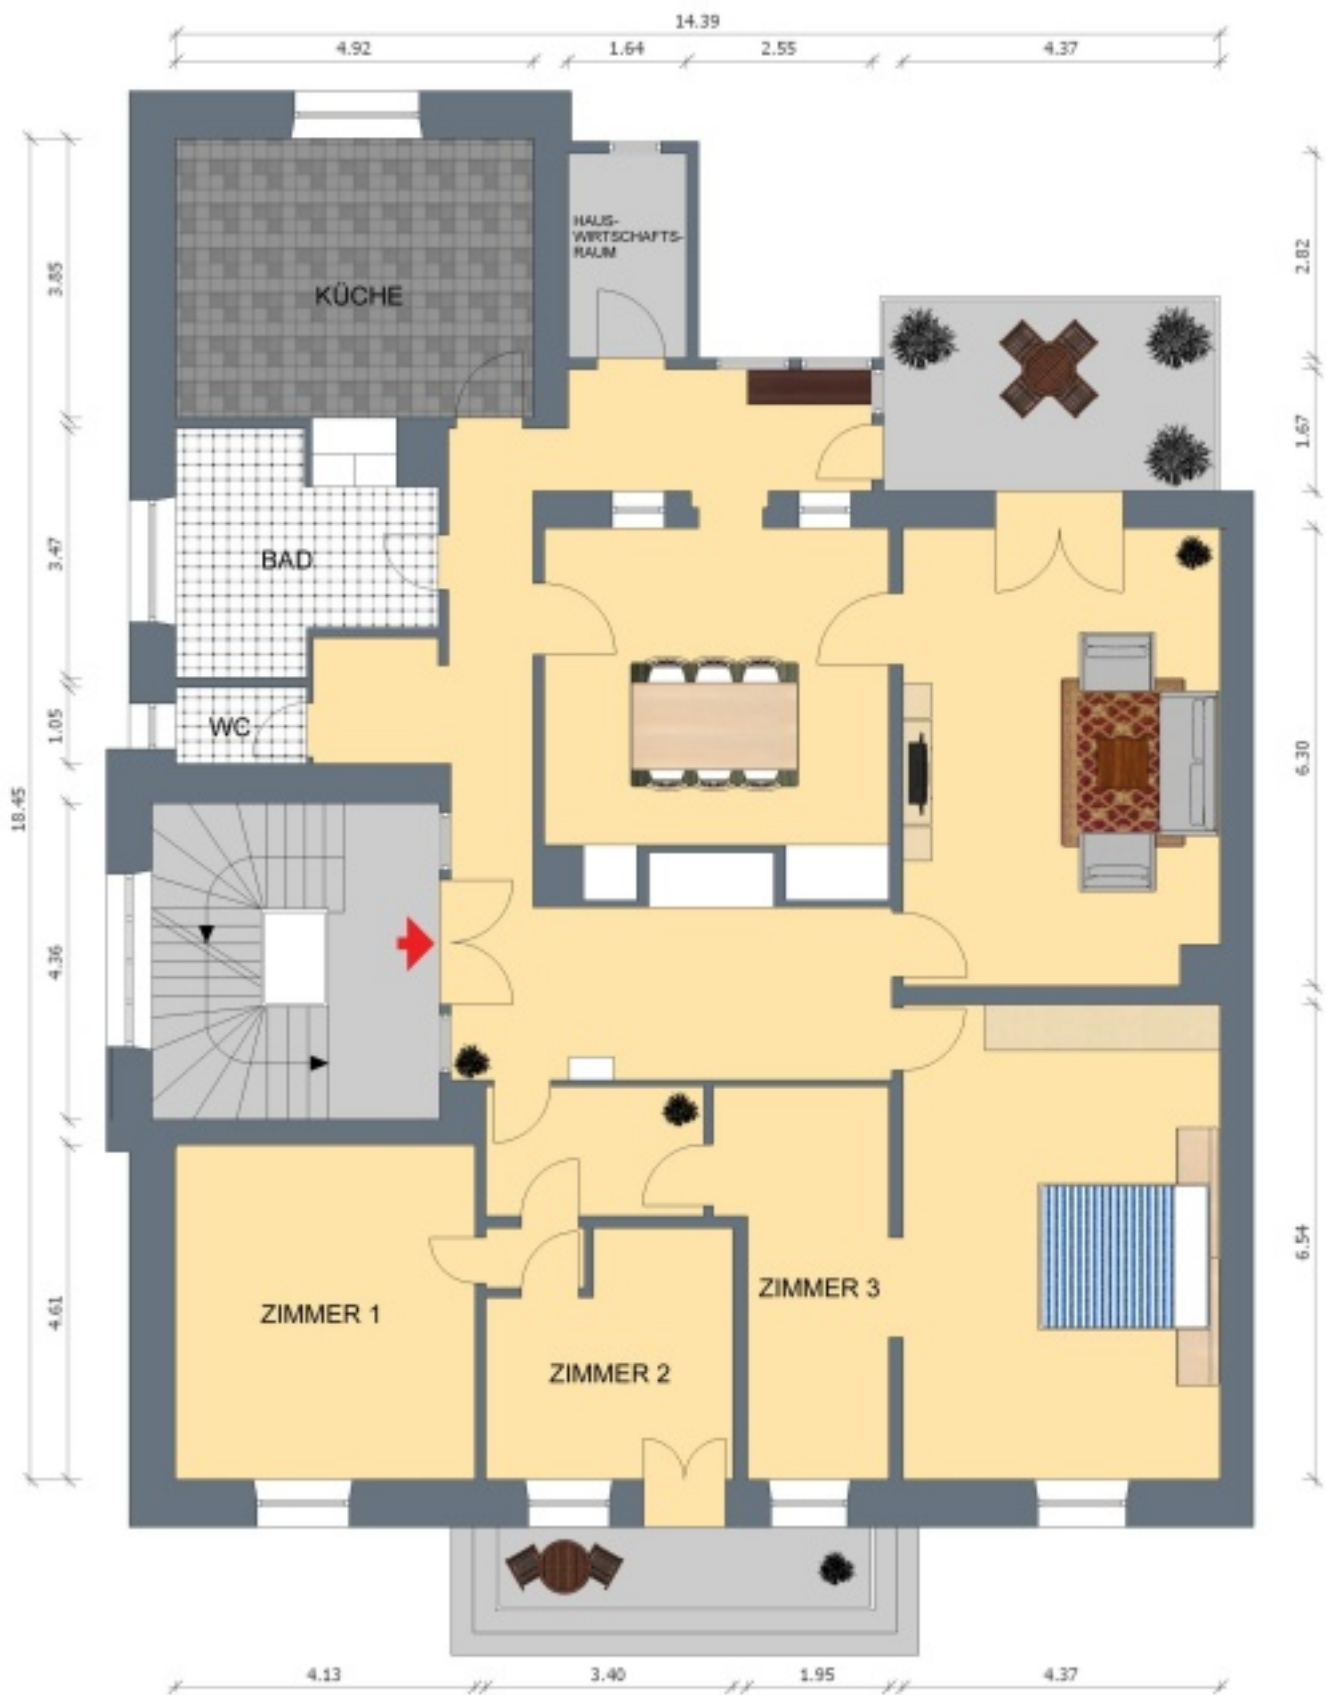 14.39
4.92
1.64
2.55
4.37
HAUS-
WIRTSCHAFTS-
RAUM
KÜCHE
3.85
2.82
1.67
BAD
3.47
WC
1.05
6.30
18.45
4.36
ZIMMER 1
ZIMMER 2
ZIMMER 3
4.61
6.54
4.13
3.40
1.95
4.37